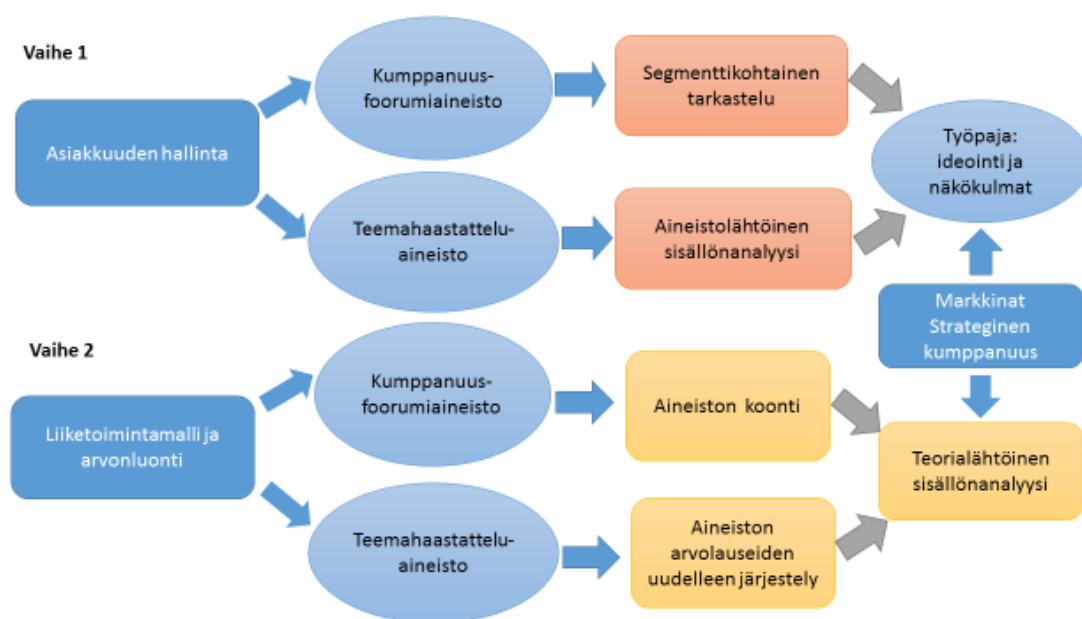 Vaihe 1
Asiakkuuden hallinta
Kumppanuus-
foorumiaineisto
Segmenttikohtainen
tarkastelu
Teemahaastattelu-
aineisto
Aineistolähtöinen
sisällönanalyysi
Työpaja:
ideointi ja
näkökulmat
Markkinat
Strateginen
kumppanuus
Vaihe 2
Liiketoimintamalli ja
arvonluonti
Kumppanuus-
foorumiaineisto
Aineiston koonti
Teemahaastattelu-
aineisto
Aineiston
arvolauseiden
uudelleen järjestely
Teorialähtöinen
sisällönanalyysi